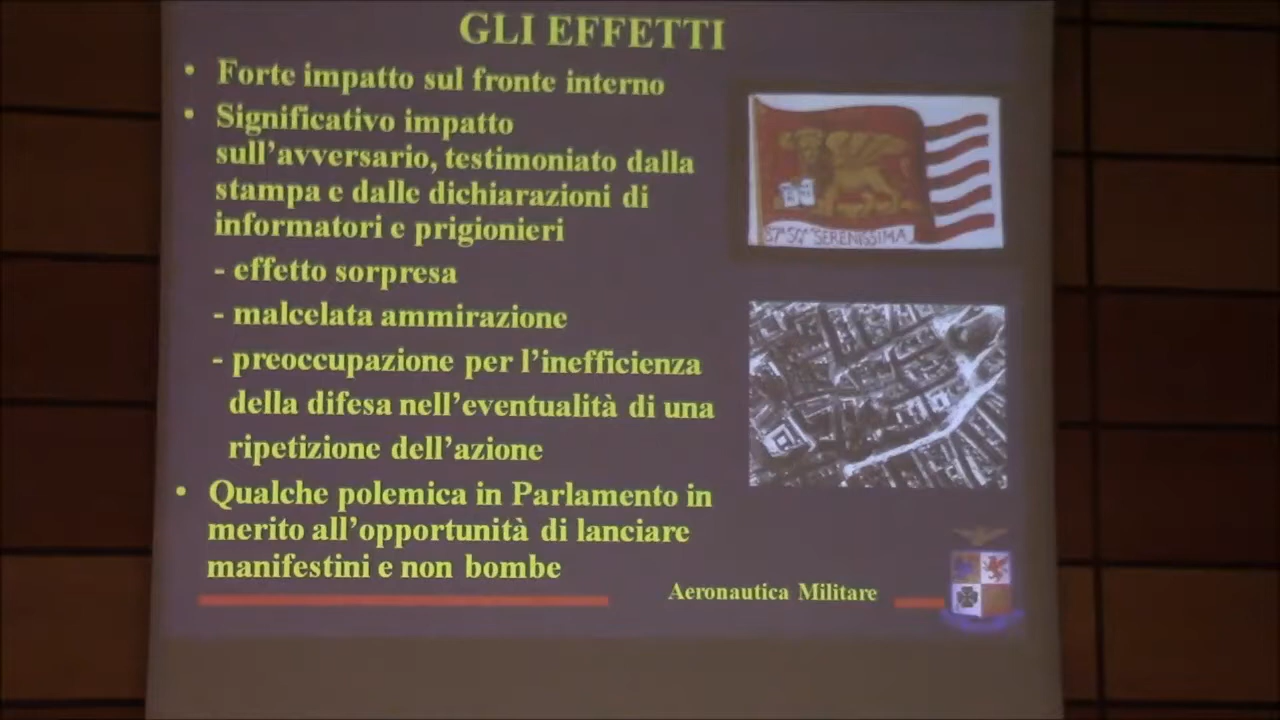 GLI EFFETTI
• Forte impatto sul fronte interno
• Significativo impatto
sull'avversario, testimoniato dalla
stampa e dalle dichiarazioni di
informatori e prigionieri
- effetto sorpresa
- malcelata ammirazione
- preoccupazione per l'inefficienza
della difesa nell'eventualità di una
ripetizione dell'azione
• Qualche polemica in Parlamento in
merito all'opportunità di lanciare
manifestini e non bombe
SERENISSIMA
Aeronautica Militare